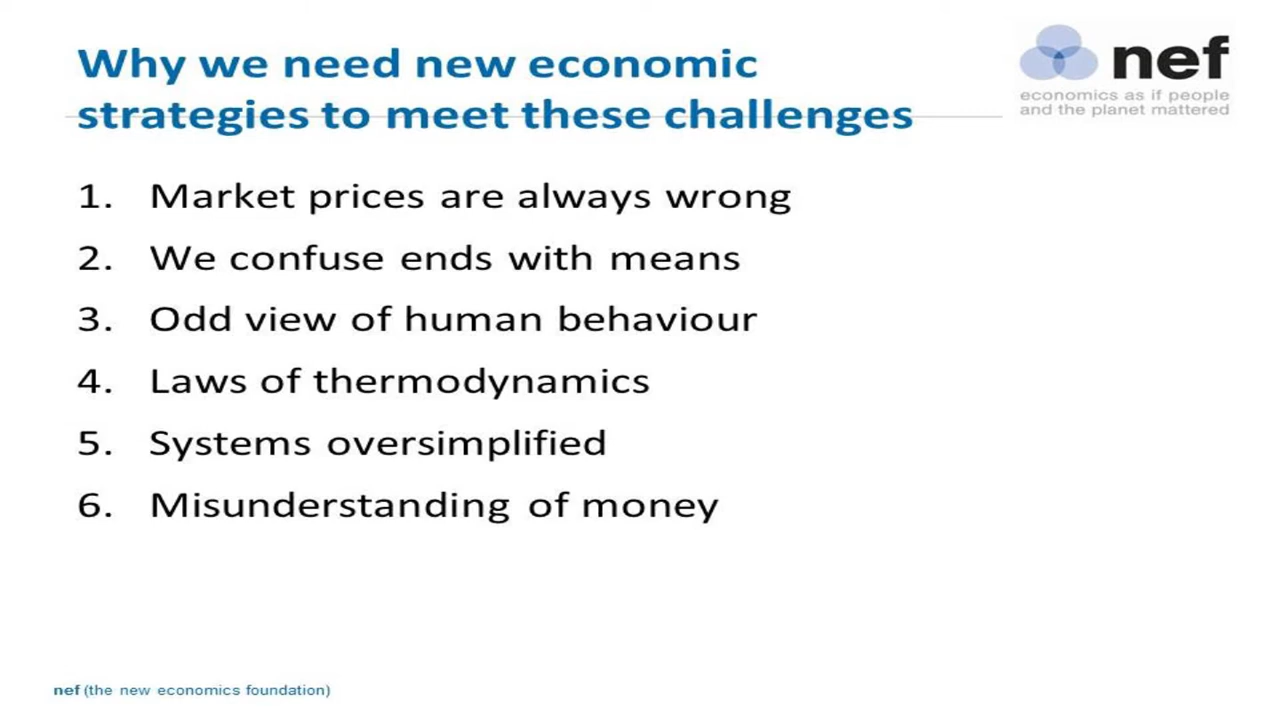 Why we need new economic
strategies to meet these challenges
nef
economics as if people
and the planet mattered
1. Market prices are always wrong
2. We confuse ends with means
3. Odd view of human behaviour
4. Laws of thermodynamics
5. Systems oversimplified
6. Misunderstanding of money
nef (the new economics foundation)